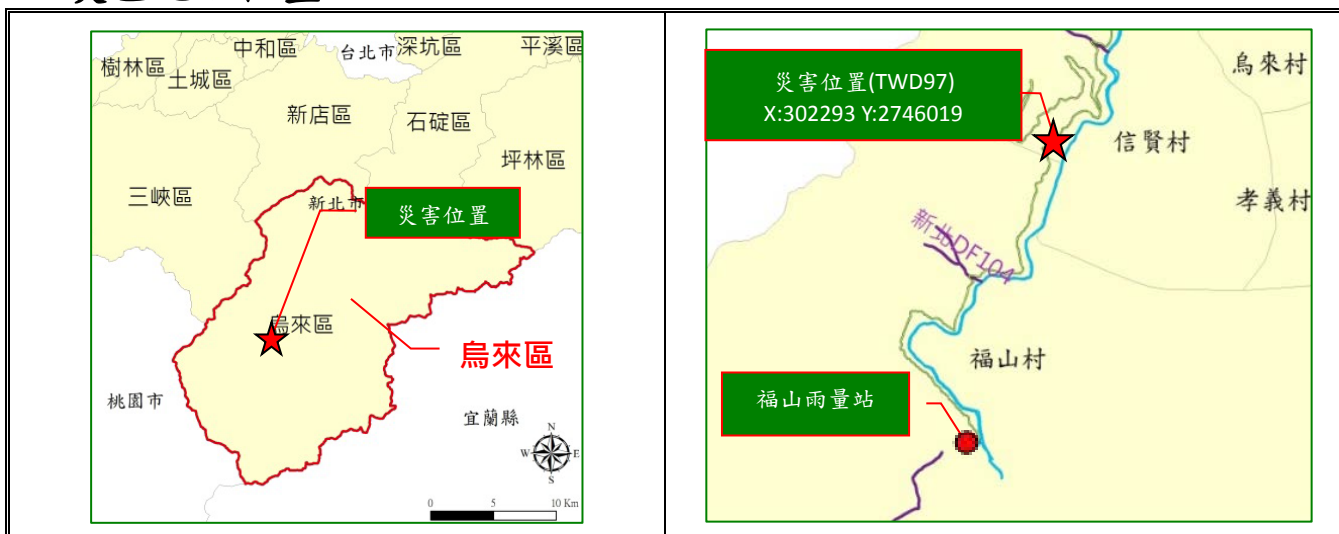 中和區
台北市
深坑區
平溪區
樹林區
土城區
新店區
石碇區
坪林區
三峽區
新北市
災害位置
烏來區
烏來區
桃園市
宜蘭縣
N
W
E
S
0 5 10 Km
災害位置(TWD97)
X:302293 Y:2746019
烏來村
信賢村
孝義村
新北DF104
福山村
福山雨量站